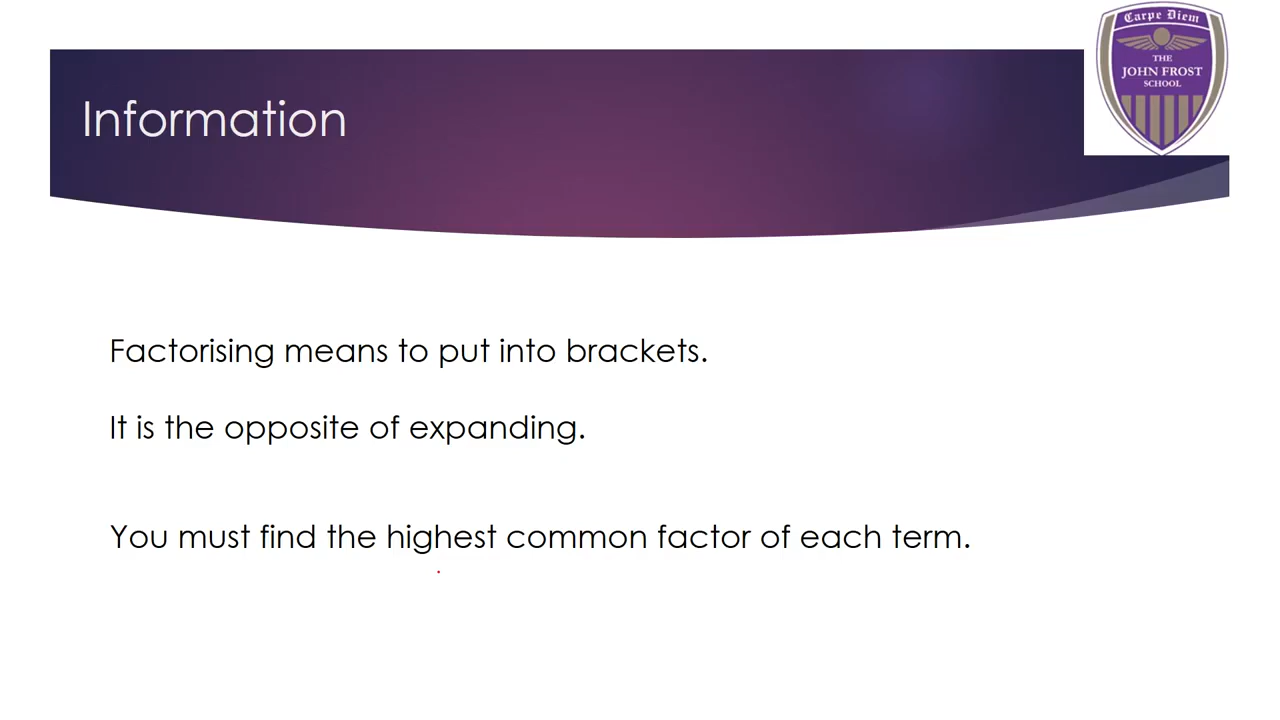 Carpe Diem
THE
JOHN FROST
SCHOOL
Information
Factorising means to put into brackets.
It is the opposite of expanding.
You must find the highest common factor of each term.